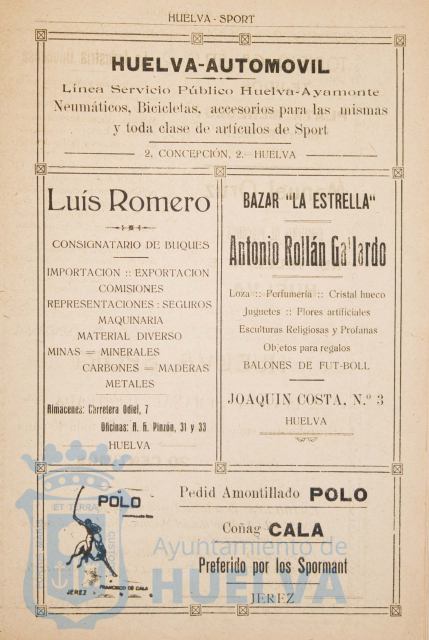 HUELVA - SPORT
HUELVA-AUTOMOVIL
Línea Servicio Público Huelva-Ayamonte
Neumáticos, Bicicletas, accesorios para las mismas
y toda clase de artículos de Sport
2, CONCEPCIÓN, 2.- HUELVA
Luís Romero
CONSIGNATARIO DE BUQUES
IMPORTACION :: EXPORTACION
COMISIONES
REPRESENTACIONES : SEGUROS
MAQUINARIA
MATERIAL DIVERSO
MINAS = MINERALES
CARBONES = MADERAS
METALES
Almacenes: Carretera Odiel, 7
Oficinas: A. H. Pinzón, 31 y 33
HUELVA
BAZAR "LA ESTRELLA"
Antonio Rollán Gallardo
Loza :: Perfumería :: Cristal hueco
Juguetes :: Flores artificiales
Esculturas Religiosas y Profanas
Objetos para regalos
BALONES DE FUT-BOLL
JOAQUIN COSTA, N.º 3
HUELVA
POLO
FRANCISCO DE CALA
JEREZ
Pedid Amontillado POLO
Coñag CALA
Preferido por los Spormant
JEREZ
ET TERRA
Ayuntamiento de
HUELVA